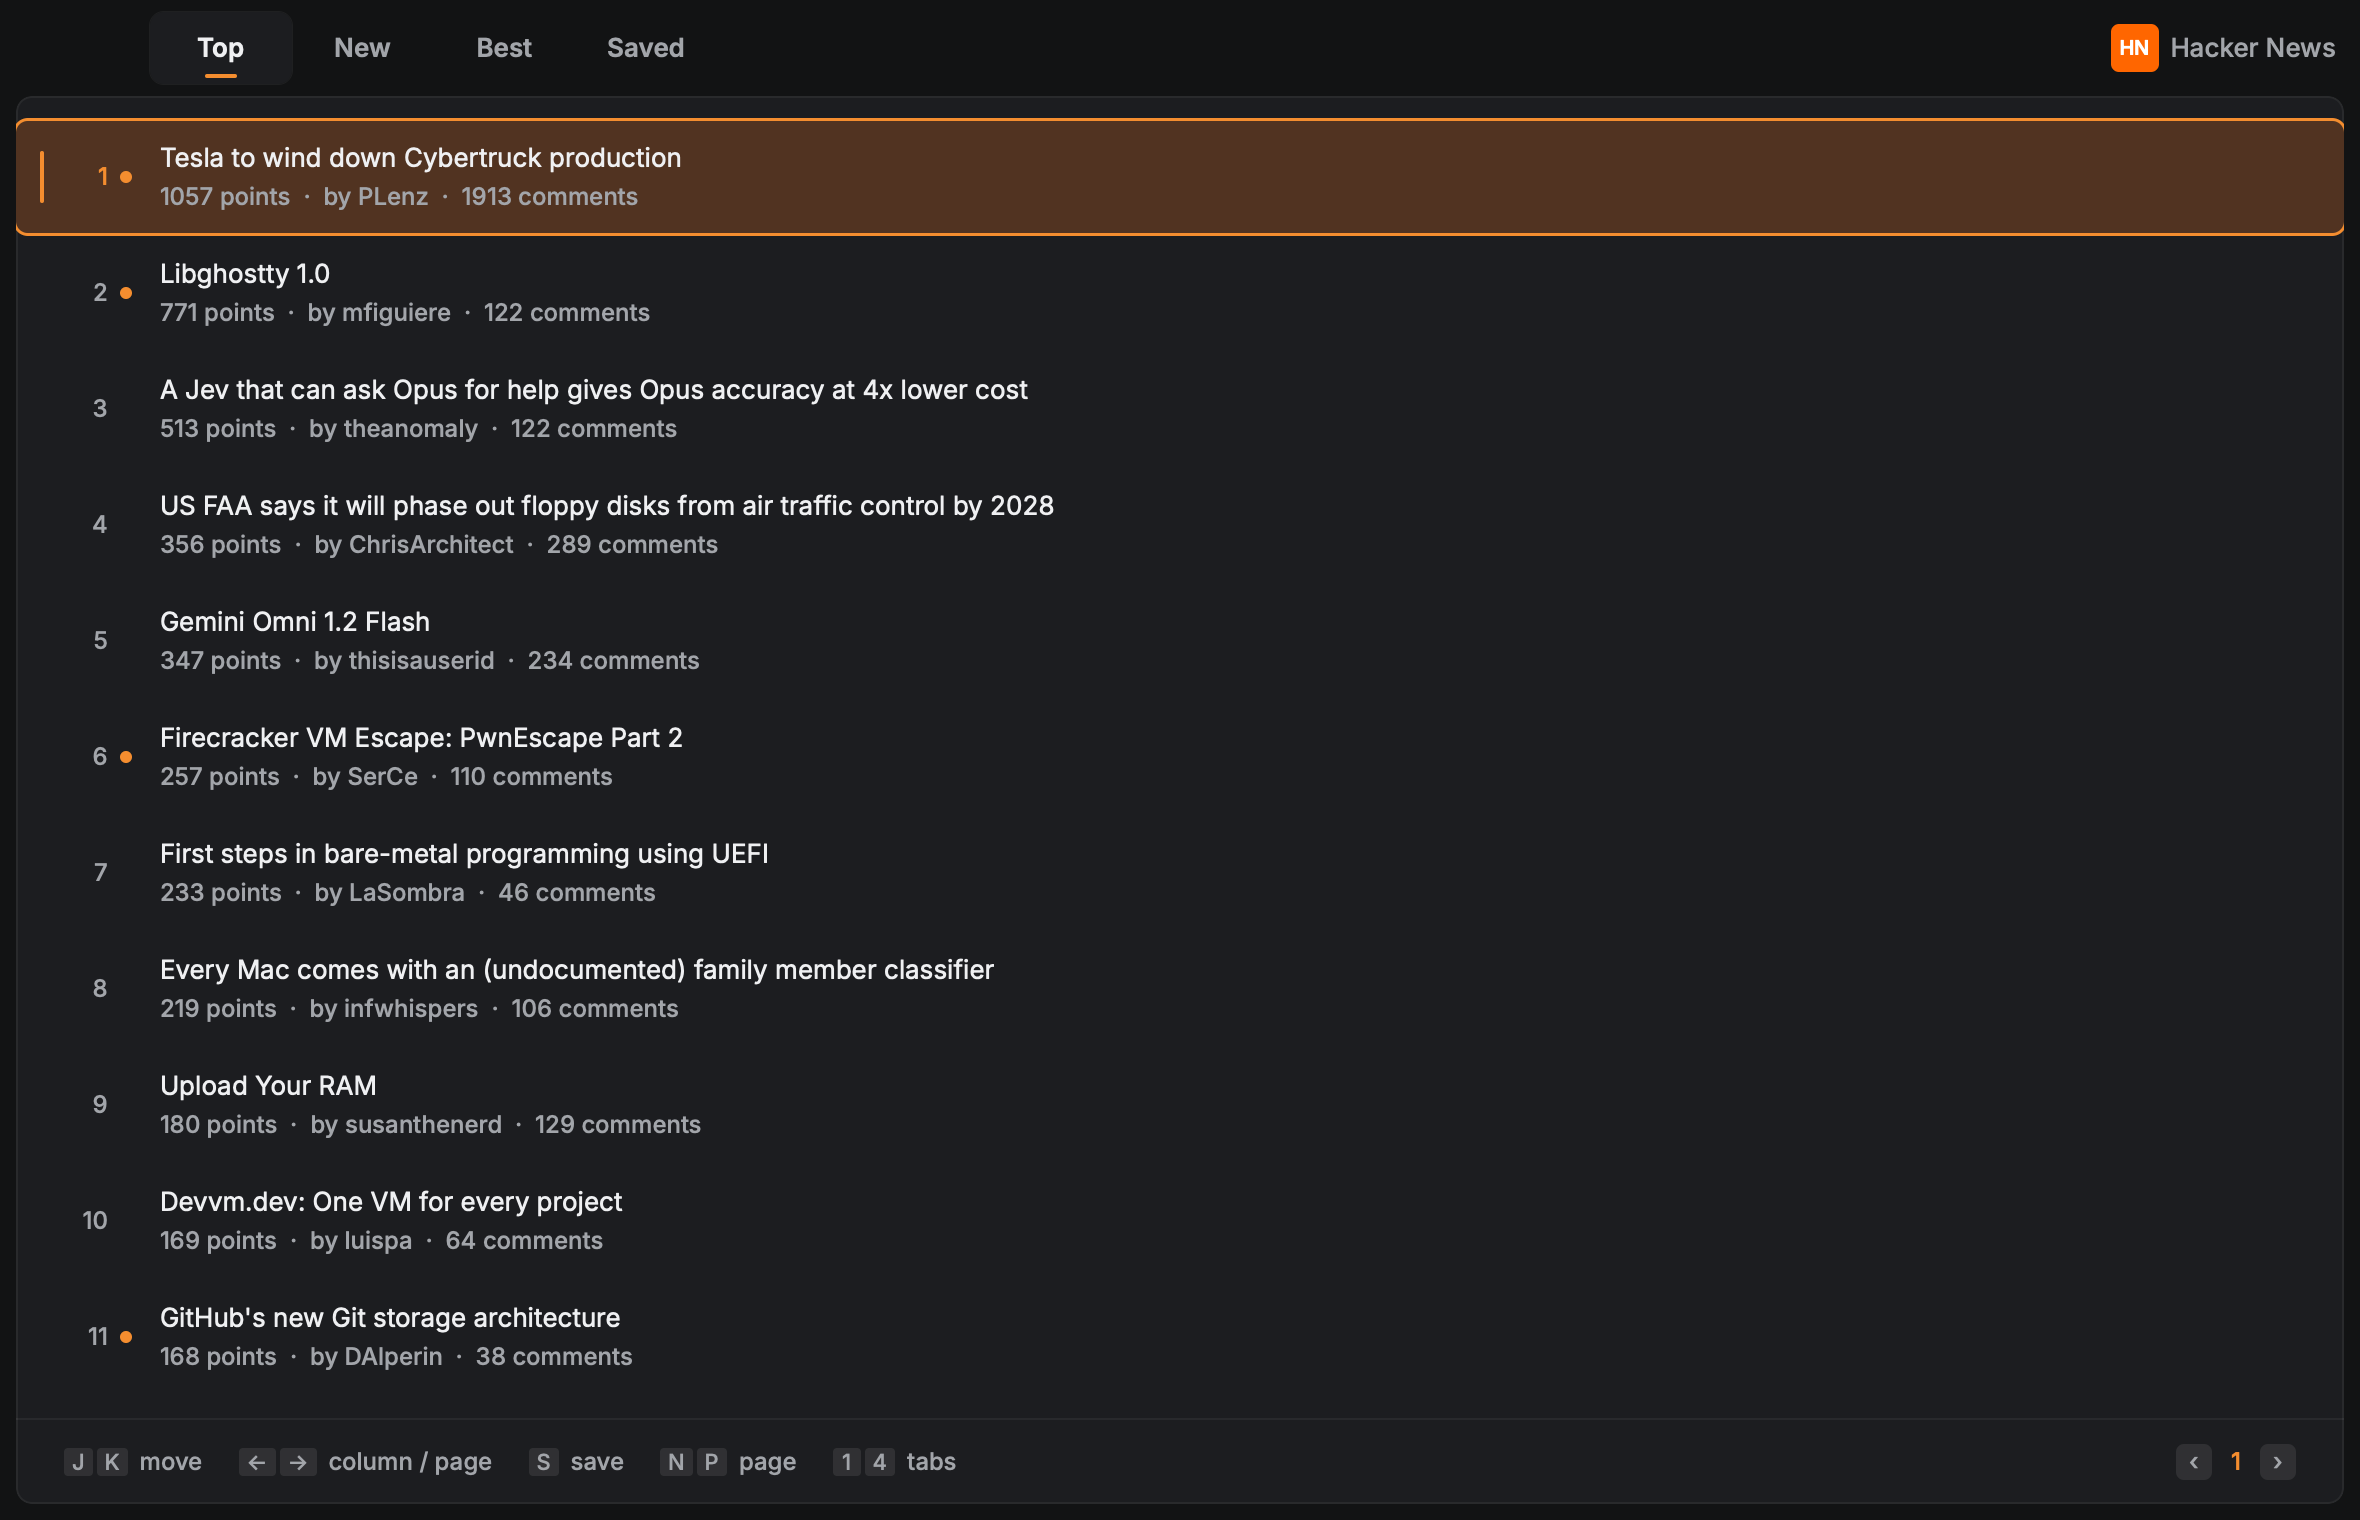 Top New Best Saved HN Hacker News
1 Tesla to wind down Cybertruck production
1057 points · by PLenz · 1913 comments
2 Libghostty 1.0
771 points · by mfiguiere · 122 comments
3 A Jev that can ask Opus for help gives Opus accuracy at 4x lower cost
513 points · by theanomaly · 122 comments
4 US FAA says it will phase out floppy disks from air traffic control by 2028
356 points · by ChrisArchitect · 289 comments
5 Gemini Omni 1.2 Flash
347 points · by thisisauserid · 234 comments
6 Firecracker VM Escape: PwnEscape Part 2
257 points · by SerCe · 110 comments
7 First steps in bare-metal programming using UEFI
233 points · by LaSombra · 46 comments
8 Every Mac comes with an (undocumented) family member classifier
219 points · by infwhispers · 106 comments
9 Upload Your RAM
180 points · by susanthenerd · 129 comments
10 Devvm.dev: One VM for every project
169 points · by luispa · 64 comments
11 GitHub's new Git storage architecture
168 points · by DAlperin · 38 comments
J K move ← → column / page S save N P page 1 4 tabs ‹ 1 ›